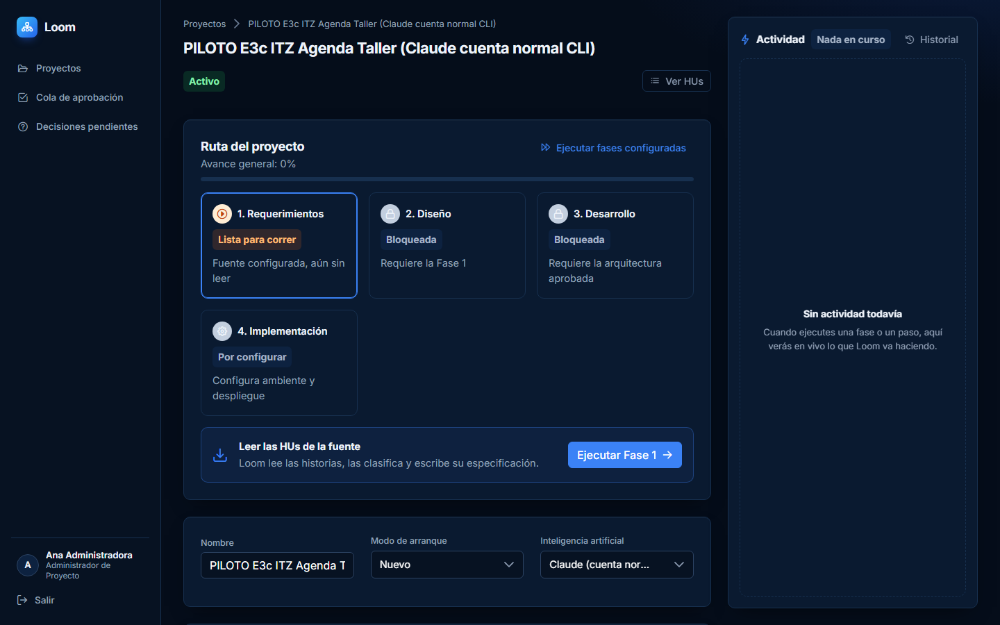 Loom
Proyectos
Cola de aprobación
Decisiones pendientes
A
Ana Administradora
Administrador de
Proyecto
Salir
Proyectos
PILOTO E3c ITZ Agenda Taller (Claude cuenta normal CLI)
PILOTO E3c ITZ Agenda Taller (Claude cuenta normal CLI)
Activo
Ver HUs
Ruta del proyecto
Avance general: 0%
Ejecutar fases configuradas
1. Requerimientos
Lista para correr
Fuente configurada, aún sin
leer
2. Diseño
Bloqueada
Requiere la Fase 1
3. Desarrollo
Bloqueada
Requiere la arquitectura
aprobada
4. Implementación
Por configurar
Configura ambiente y
despliegue
Leer las HUs de la fuente
Loom lee las historias, las clasifica y escribe su especificación.
Ejecutar Fase 1
Nombre
PILOTO E3c ITZ Agenda T
Modo de arranque
Nuevo
Inteligencia artificial
Claude (cuenta nor...
Actividad
Nada en curso
Historial
Sin actividad todavía
Cuando ejecutes una fase o un paso, aquí
verás en vivo lo que Loom va haciendo.